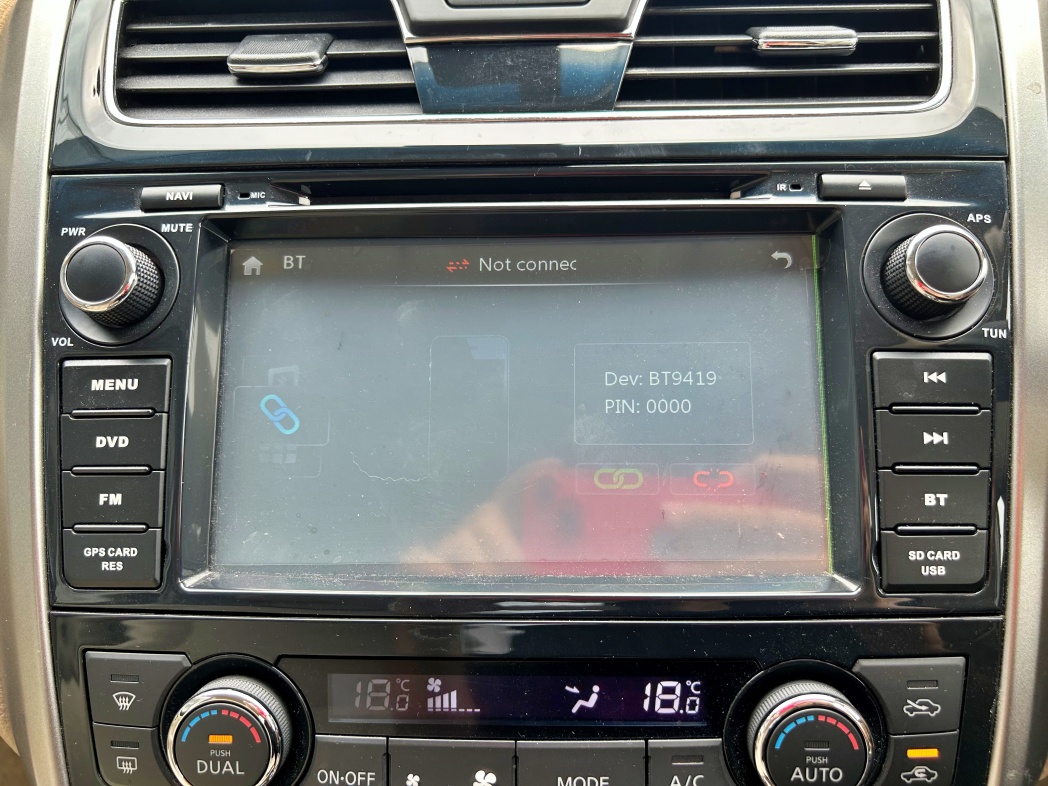 NAVI
MIC
IR
PWR
MUTE
APS
VOL
TUN
BT
Not connec
MENU
DVD
FM
GPS CARD
RES
Dev: BT9419
PIN: 0000
BT
SD CARD
USB
18.0 °C
18.0 °C
PUSH
DUAL
ON·OFF
MODE
A/C
PUSH
AUTO